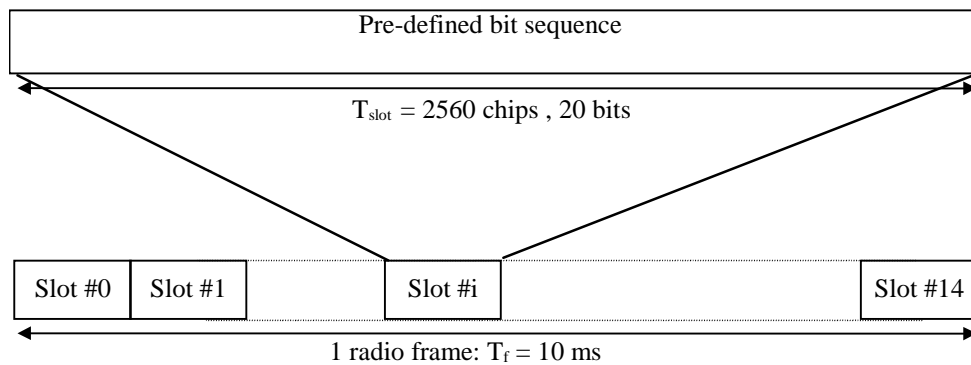 Pre-defined bit sequence
T_slot = 2560 chips , 20 bits
Slot #0 Slot #1 Slot #i Slot #14
1 radio frame: T_f = 10 ms